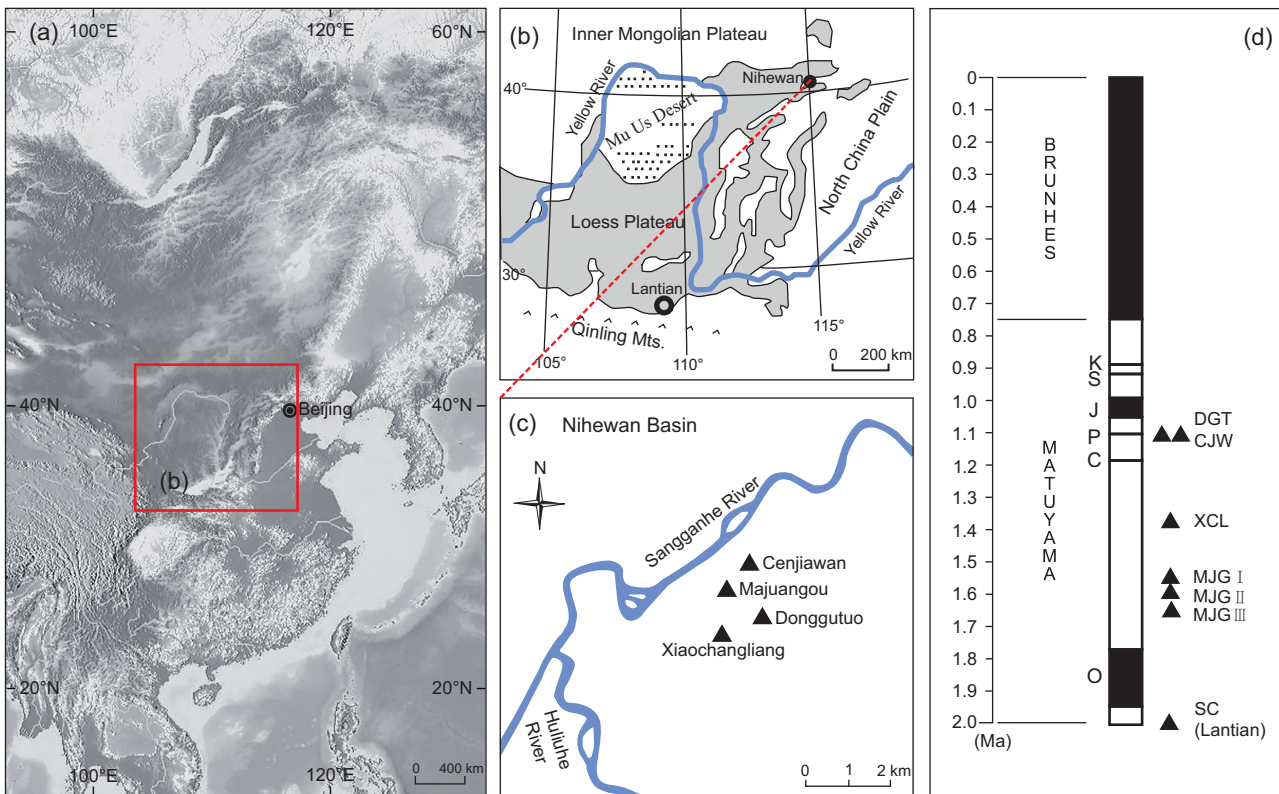 (a)
100°E
120°E
60°N
40°N
40°N
Beijing
(b)
20°N
20°N
100°E
120°E
0 400 km
(b)
Inner Mongolian Plateau
Nihewan
40°
Yellow River
Mu Us Desert
North China Plain
Loess Plateau
Yellow River
30°
Lantian
Qinling Mts.
115°
105°
110°
0 200 km
(c)
Nihewan Basin
N
Sangganhe River
Cenjiawan
Majuangou
Donggutuo
Xiaochangliang
Huliuhe
River
0 1 2 km
(d)
0
0.1
0.2
0.3
0.4
0.5
0.6
0.7
0.8
0.9
1.0
1.1
1.2
1.3
1.4
1.5
1.6
1.7
1.8
1.9
2.0
(Ma)
BRUNHES
MATUYAMA
K
S
J
P
C
O
DGT
CJW
XCL
MJG Ⅰ
MJG Ⅱ
MJG Ⅲ
SC
(Lantian)